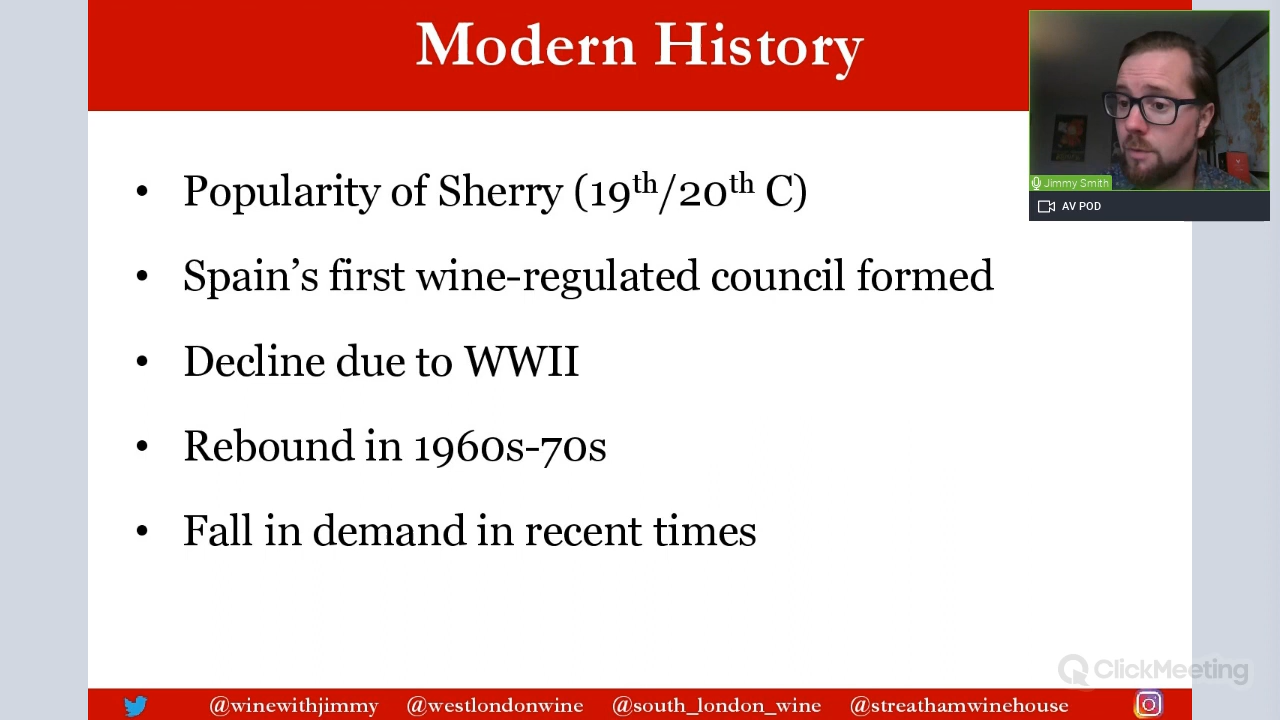 Modern History
Jimmy Smith
AV POD
• Popularity of Sherry (19th/20th C)
• Spain’s first wine-regulated council formed
• Decline due to WWII
• Rebound in 1960s-70s
• Fall in demand in recent times
ClickMeeting
@winewithjimmy @westlondonwine @south_london_wine @streathamwinehouse